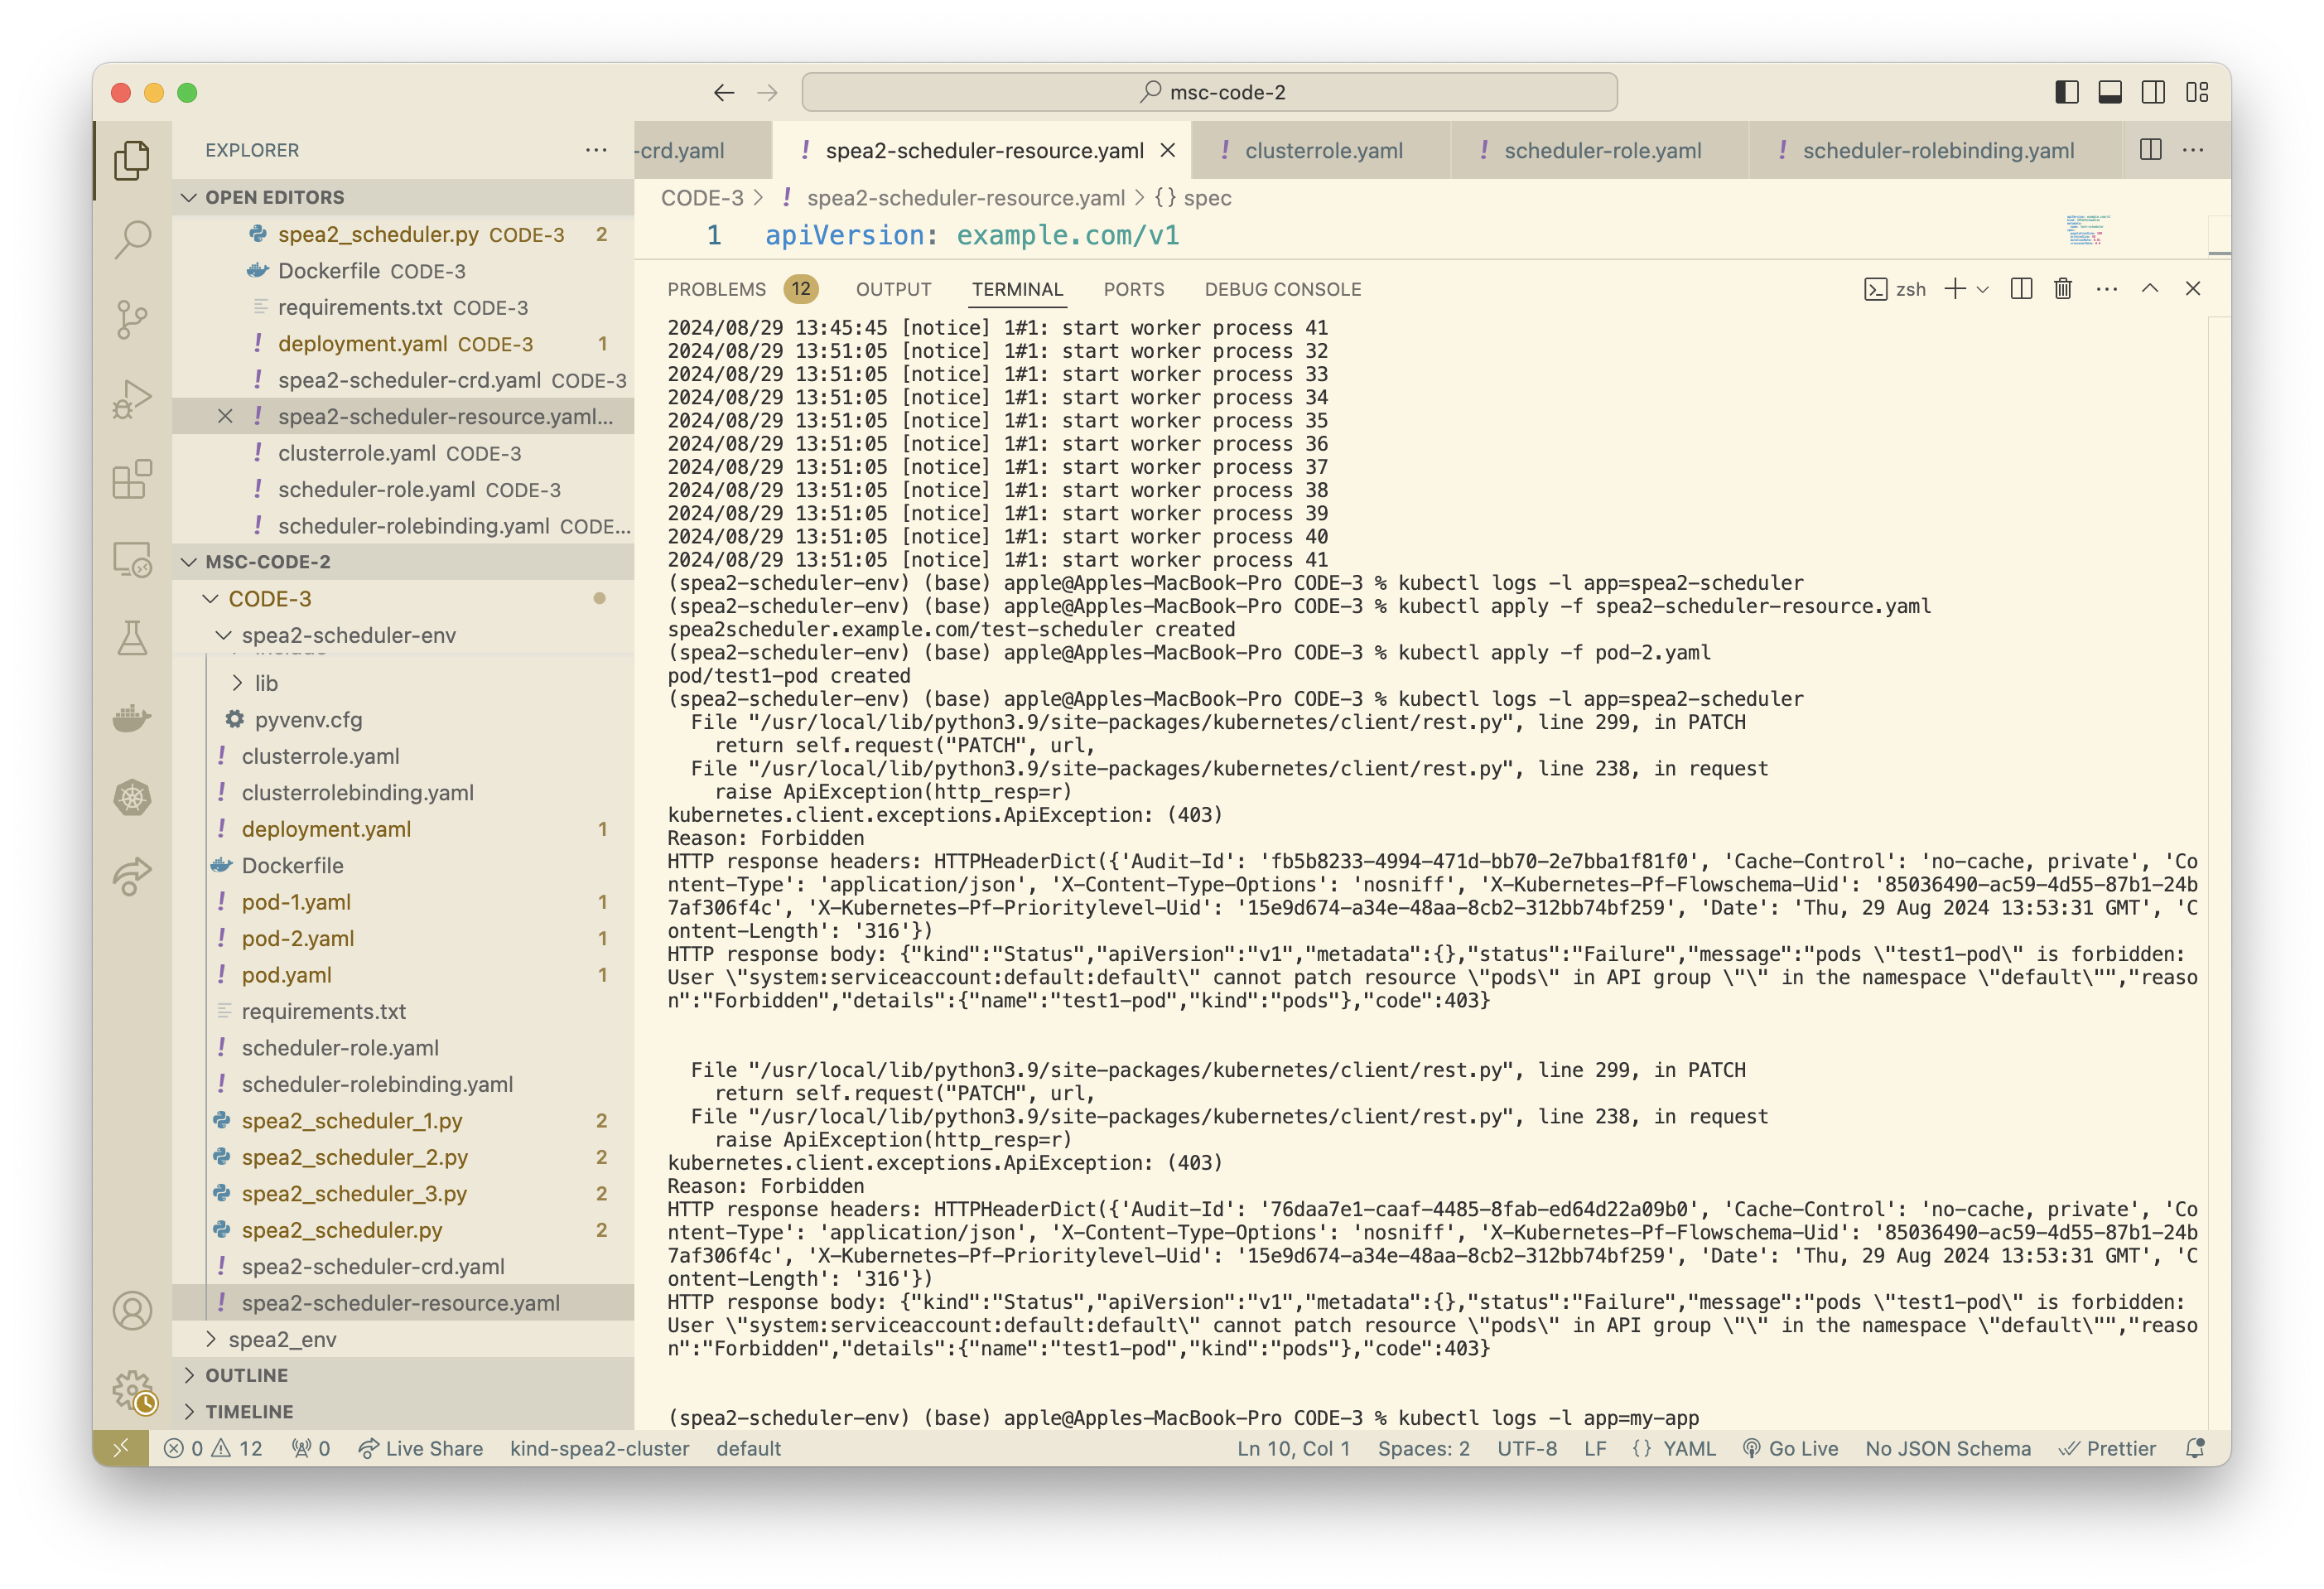 msc-code-2
EXPLORER
OPEN EDITORS
spea2_scheduler.py CODE-3 2
Dockerfile CODE-3
requirements.txt CODE-3
! deployment.yaml CODE-3 1
! spea2-scheduler-crd.yaml CODE-3
! spea2-scheduler-resource.yaml...
! clusterrole.yaml CODE-3
! scheduler-role.yaml CODE-3
! scheduler-rolebinding.yaml CODE...
MSC-CODE-2
CODE-3
spea2-scheduler-env
lib
pyvenv.cfg
! clusterrole.yaml
! clusterrolebinding.yaml
! deployment.yaml 1
Dockerfile
! pod-1.yaml 1
! pod-2.yaml 1
! pod.yaml 1
requirements.txt
! scheduler-role.yaml
! scheduler-rolebinding.yaml
spea2_scheduler_1.py 2
spea2_scheduler_2.py 2
spea2_scheduler_3.py 2
spea2_scheduler.py 2
! spea2-scheduler-crd.yaml
! spea2-scheduler-resource.yaml
spea2_env
OUTLINE
TIMELINE
-crd.yaml ! spea2-scheduler-resource.yaml ! clusterrole.yaml ! scheduler-role.yaml ! scheduler-rolebinding.yaml
CODE-3 > ! spea2-scheduler-resource.yaml > {} spec
1 apiVersion: example.com/v1
PROBLEMS 12 OUTPUT TERMINAL PORTS DEBUG CONSOLE zsh
2024/08/29 13:45:45 [notice] 1#1: start worker process 41
2024/08/29 13:51:05 [notice] 1#1: start worker process 32
2024/08/29 13:51:05 [notice] 1#1: start worker process 33
2024/08/29 13:51:05 [notice] 1#1: start worker process 34
2024/08/29 13:51:05 [notice] 1#1: start worker process 35
2024/08/29 13:51:05 [notice] 1#1: start worker process 36
2024/08/29 13:51:05 [notice] 1#1: start worker process 37
2024/08/29 13:51:05 [notice] 1#1: start worker process 38
2024/08/29 13:51:05 [notice] 1#1: start worker process 39
2024/08/29 13:51:05 [notice] 1#1: start worker process 40
2024/08/29 13:51:05 [notice] 1#1: start worker process 41
(spea2-scheduler-env) (base) apple@Apples-MacBook-Pro CODE-3 % kubectl logs -l app=spea2-scheduler
(spea2-scheduler-env) (base) apple@Apples-MacBook-Pro CODE-3 % kubectl apply -f spea2-scheduler-resource.yaml
spea2scheduler.example.com/test-scheduler created
(spea2-scheduler-env) (base) apple@Apples-MacBook-Pro CODE-3 % kubectl apply -f pod-2.yaml
pod/test1-pod created
(spea2-scheduler-env) (base) apple@Apples-MacBook-Pro CODE-3 % kubectl logs -l app=spea2-scheduler
File "/usr/local/lib/python3.9/site-packages/kubernetes/client/rest.py", line 299, in PATCH
return self.request("PATCH", url,
File "/usr/local/lib/python3.9/site-packages/kubernetes/client/rest.py", line 238, in request
raise ApiException(http_resp=r)
kubernetes.client.exceptions.ApiException: (403)
Reason: Forbidden
HTTP response headers: HTTPHeaderDict({'Audit-Id': 'fb5b8233-4994-471d-bb70-2e7bba1f81f0', 'Cache-Control': 'no-cache, private', 'Co
ntent-Type': 'application/json', 'X-Content-Type-Options': 'nosniff', 'X-Kubernetes-Pf-Flowschema-Uid': '85036490-ac59-4d55-87b1-24b
7af306f4c', 'X-Kubernetes-Pf-Prioritylevel-Uid': '15e9d674-a34e-48aa-8cb2-312bb74bf259', 'Date': 'Thu, 29 Aug 2024 13:53:31 GMT', 'C
ontent-Length': '316'})
HTTP response body: {"kind":"Status","apiVersion":"v1","metadata":{},"status":"Failure","message":"pods \"test1-pod\" is forbidden:
User \"system:serviceaccount:default:default\" cannot patch resource \"pods\" in API group \"\" in the namespace \"default\"","reaso
n":"Forbidden","details":{"name":"test1-pod","kind":"pods"},"code":403}
File "/usr/local/lib/python3.9/site-packages/kubernetes/client/rest.py", line 299, in PATCH
return self.request("PATCH", url,
File "/usr/local/lib/python3.9/site-packages/kubernetes/client/rest.py", line 238, in request
raise ApiException(http_resp=r)
kubernetes.client.exceptions.ApiException: (403)
Reason: Forbidden
HTTP response headers: HTTPHeaderDict({'Audit-Id': '76daa7e1-caaf-4485-8fab-ed64d22a09b0', 'Cache-Control': 'no-cache, private', 'Co
ntent-Type': 'application/json', 'X-Content-Type-Options': 'nosniff', 'X-Kubernetes-Pf-Flowschema-Uid': '85036490-ac59-4d55-87b1-24b
7af306f4c', 'X-Kubernetes-Pf-Prioritylevel-Uid': '15e9d674-a34e-48aa-8cb2-312bb74bf259', 'Date': 'Thu, 29 Aug 2024 13:53:31 GMT', 'C
ontent-Length': '316'})
HTTP response body: {"kind":"Status","apiVersion":"v1","metadata":{},"status":"Failure","message":"pods \"test1-pod\" is forbidden:
User \"system:serviceaccount:default:default\" cannot patch resource \"pods\" in API group \"\" in the namespace \"default\"","reaso
n":"Forbidden","details":{"name":"test1-pod","kind":"pods"},"code":403}
(spea2-scheduler-env) (base) apple@Apples-MacBook-Pro CODE-3 % kubectl logs -l app=my-app
0 12 0 Live Share kind-spea2-cluster default Ln 10, Col 1 Spaces: 2 UTF-8 LF {} YAML Go Live No JSON Schema Prettier